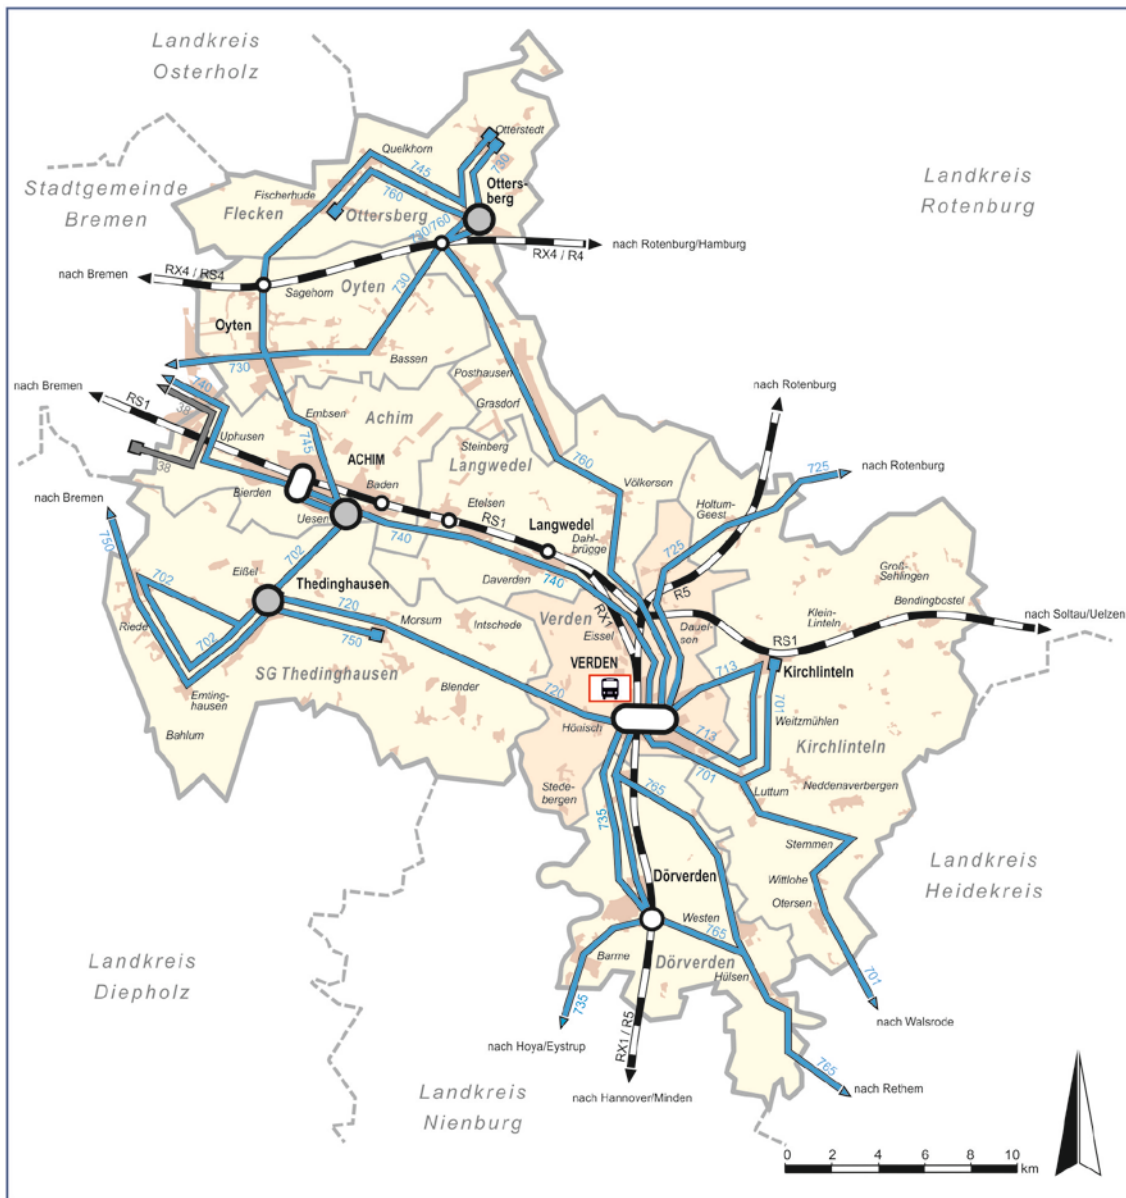 Landkreis
Osterholz
Stadtgemeinde
Bremen
Landkreis
Rotenburg
Otterstedt
Quelkhorn
745
730
760
Fischerhude
Flecken
Ottersberg
Otters-
berg
730/760
nach Rotenburg/Hamburg
RX4 / R4
nach Bremen
RX4 / RS4
Sagehorn
Oyten
730
Oyten
Bassen
730
Posthausen
Grasdorf
nach Bremen
RS1
740
38
38
Uphusen
Embsen
745
Achim
ACHIM
Steinberg
Langwedel
nach Rotenburg
725
nach Rotenburg
760
Völkersen
Holtum-
Geest
nach Bremen
750
Bierden
Baden
Uesen
Etelsen
RS1
740
Langwedel
Dahl-
brügge
725
702
Eißel
Thedinghausen
Daverden
740
RX1
R5
Groß-
Sehlingen
Bendingbostel
Klein-
Linteln
nach Soltau/Uelzen
702
Riede
702
720
750
Morsum
Intschede
Verden
Eissel
Dauel-
sen
RS1
SG Thedinghausen
VERDEN
713
Kirchlinteln
Emting-
hausen
Blender
720
701
Weitzmühlen
Bahlum
Hönisch
713
Kirchlinteln
701
Stede-
bergen
765
Luttum
Neddenaverbergen
735
Stemmen
Dörverden
Wittlohe
Otersen
Landkreis
Heidekreis
Westen
765
Barme
Dörverden
Hülsen
701
Landkreis
Diepholz
735
RX1 / R5
nach Walsrode
nach Hoya/Eystrup
765
nach Rethem
nach Hannover/Minden
Landkreis
Nienburg
0 2 4 6 8 10
km